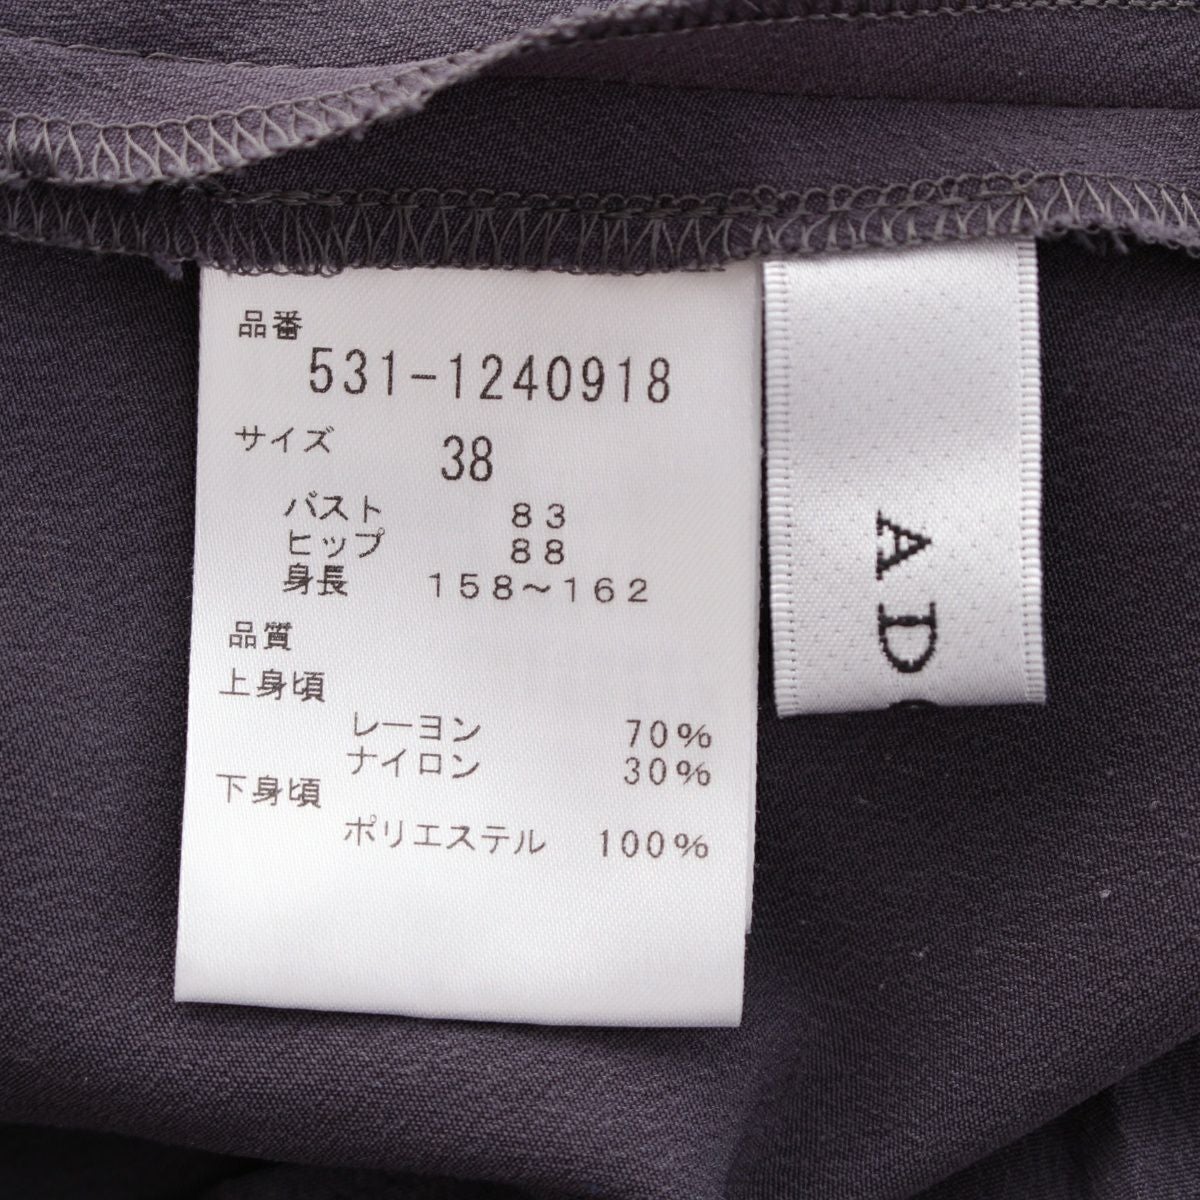 品番
531-1240918
サイズ 38
バスト 83
ヒップ 88
身長 158～162
品質
上身頃
レーヨン 70%
ナイロン 30%
下身頃
ポリエステル 100%
AD